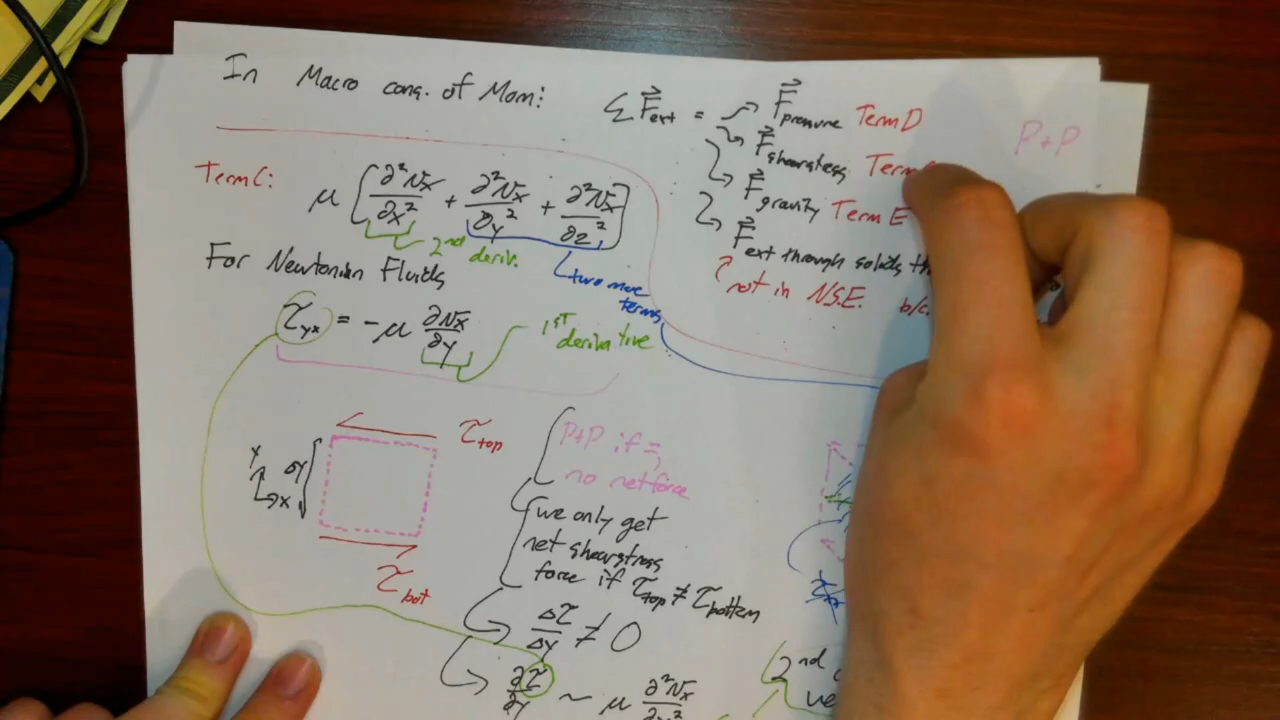 In Macro cons. of Mom:
Σ F⃗ext = F⃗pressure Term D
F⃗shearstress Term
F⃗gravity Term E
F⃗ext through solids
not in N.S.E. b/c
P+P
Term C: μ [∂²Vx/∂x² + ∂²Vx/∂y² + ∂²Vx/∂z²]
2nd deriv.
two more
terms
For Newtonian Fluids
τyx = -μ ∂Vx/∂y
1ST
derivative
τtop
Y
X
ΔY
τbot
P+P if =,
no net force
we only get
net shearstress
force if τtop ≠ τbottom
Δτ/ΔY ≠ 0
∂τ/∂y ~ μ ∂²Vx/∂y²
2nd
we